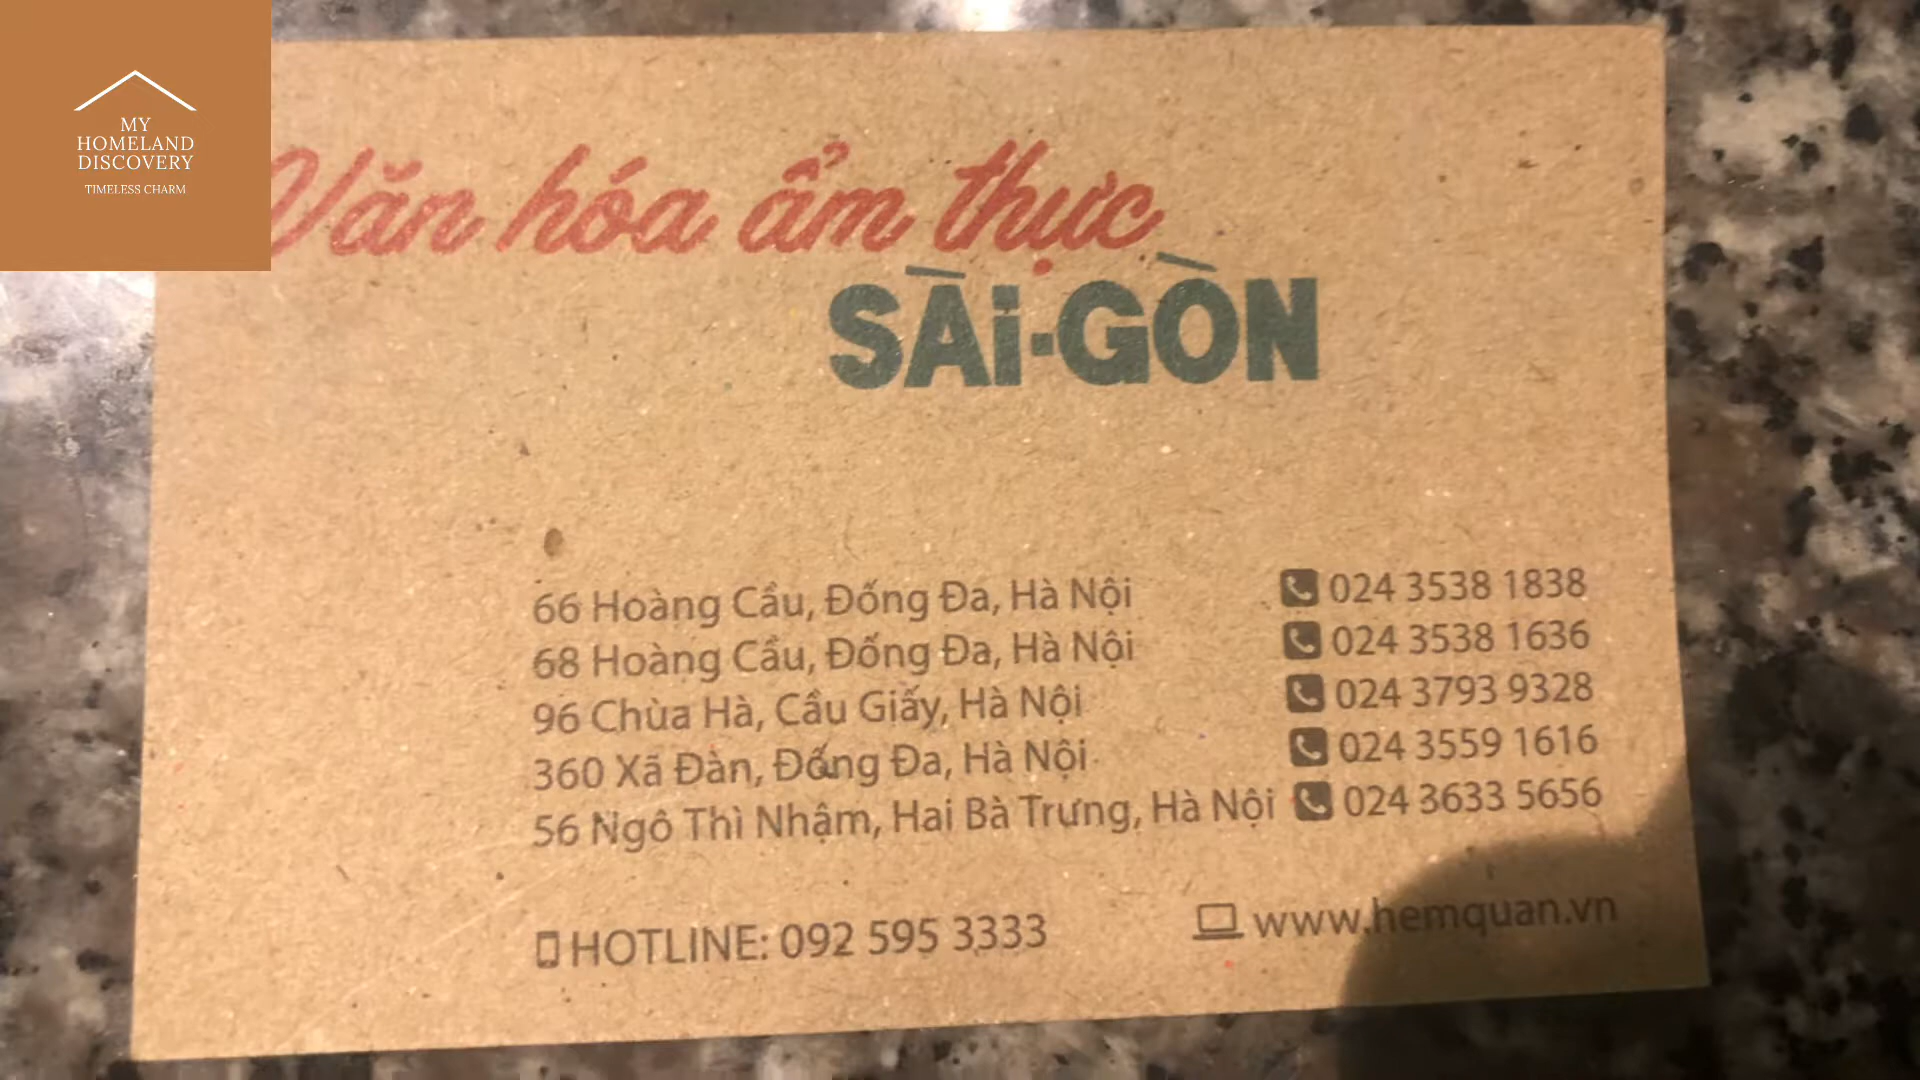 MY
HOMELAND
DISCOVERY
TIMELESS CHARM
Văn hóa ẩm thực
SÀi-GÒN
66 Hoàng Cầu, Đống Đa, Hà Nội 024 3538 1838
68 Hoàng Cầu, Đống Đa, Hà Nội 024 3538 1636
96 Chùa Hà, Cầu Giấy, Hà Nội 024 3793 9328
360 Xã Đàn, Đống Đa, Hà Nội 024 3559 1616
56 Ngô Thì Nhậm, Hai Bà Trưng, Hà Nội 024 3633 5656
HOTLINE: 092 595 3333 www.hemquan.vn